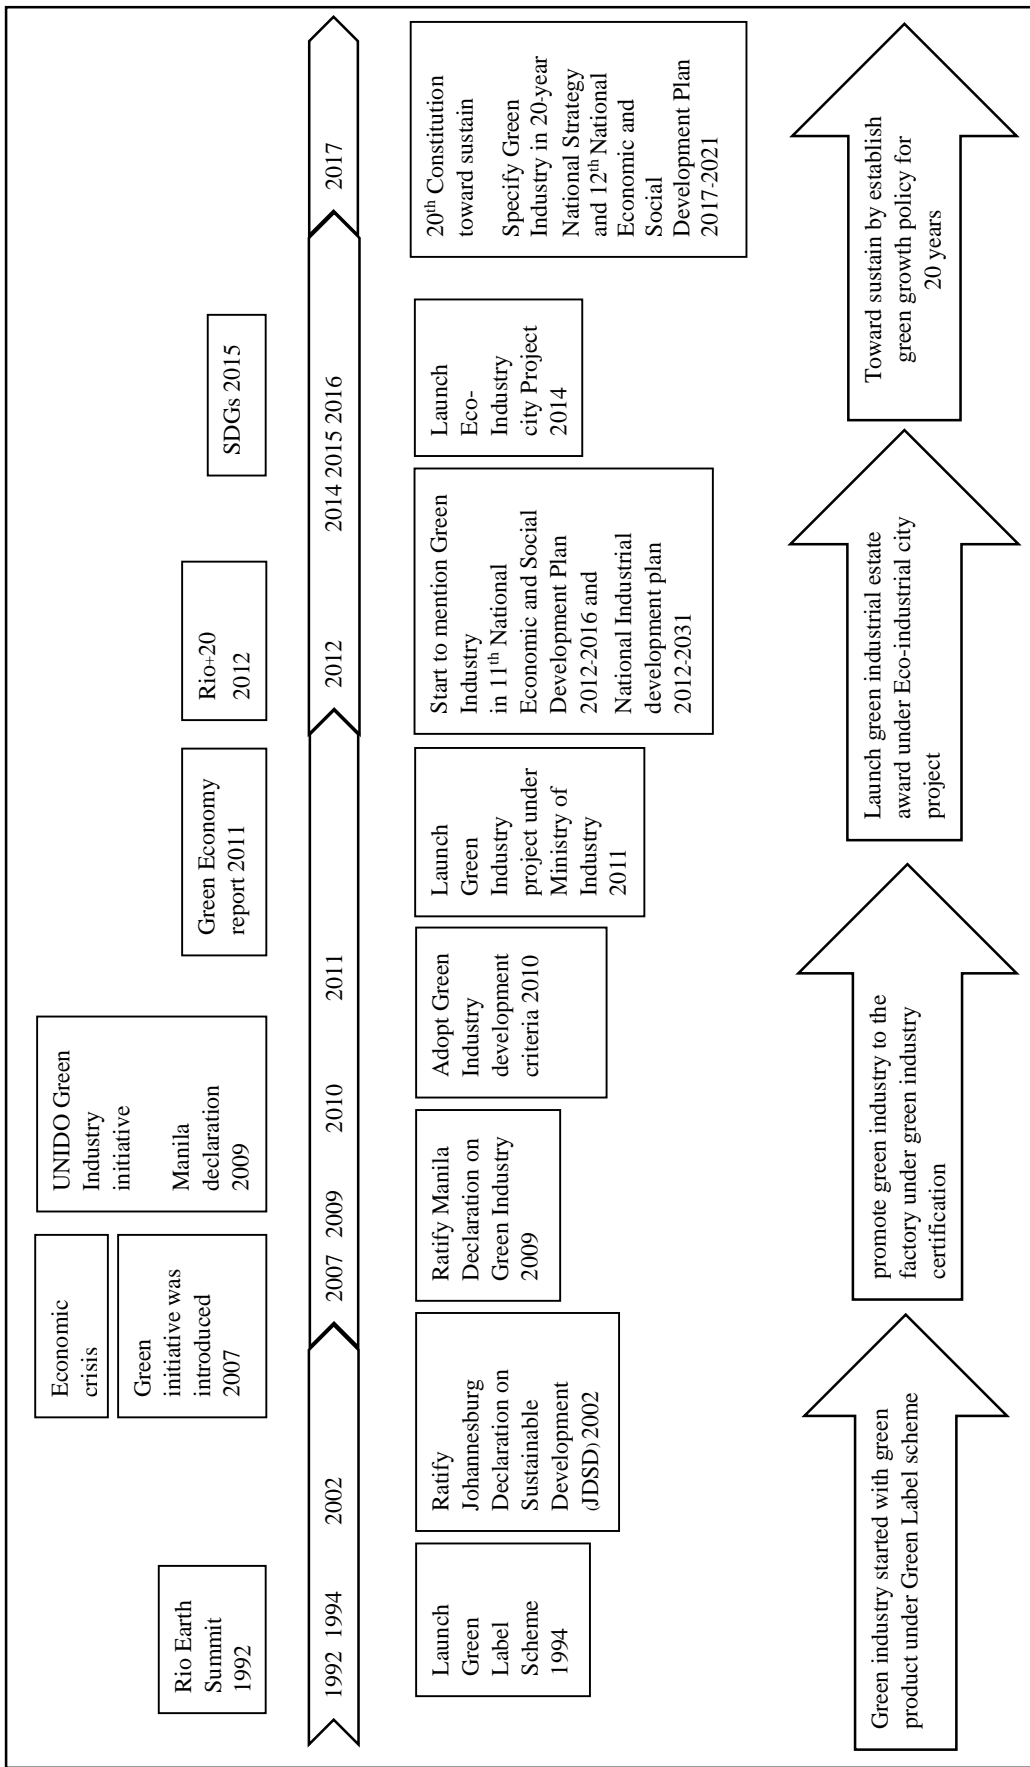 Rio Earth
Summit
1992
Economic
crisis
Green
initiative was
introduced
2007
UNIDO Green
Industry
initiative
Manila
declaration
2009
Green Economy
report 2011
Rio+20
2012
SDGs 2015
1992 1994 2002
2007 2009 2010 2011
2012 2014 2015 2016
2017
Launch
Green
Label
Scheme
1994
Ratify
Johannesburg
Declaration on
Sustainable
Development
(JDSD) 2002
Ratify Manila
Declaration on
Green Industry
2009
Adopt Green
Industry
development
criteria 2010
Launch
Green
Industry
project under
Ministry of
Industry
2011
Start to mention Green
Industry
in 11th National
Economic and Social
Development Plan
2012-2016 and
National Industrial
development plan
2012-2031
Launch
Eco-
Industry
city Project
2014
20th Constitution
toward sustain
Specify Green
Industry in 20-year
National Strategy
and 12th National
Economic and
Social
Development Plan
2017-2021
Green industry started with green
product under Green Label scheme
promote green industry to the
factory under green industry
certification
Launch green industrial estate
award under Eco-industrial city
project
Toward sustain by establish
green growth policy for
20 years